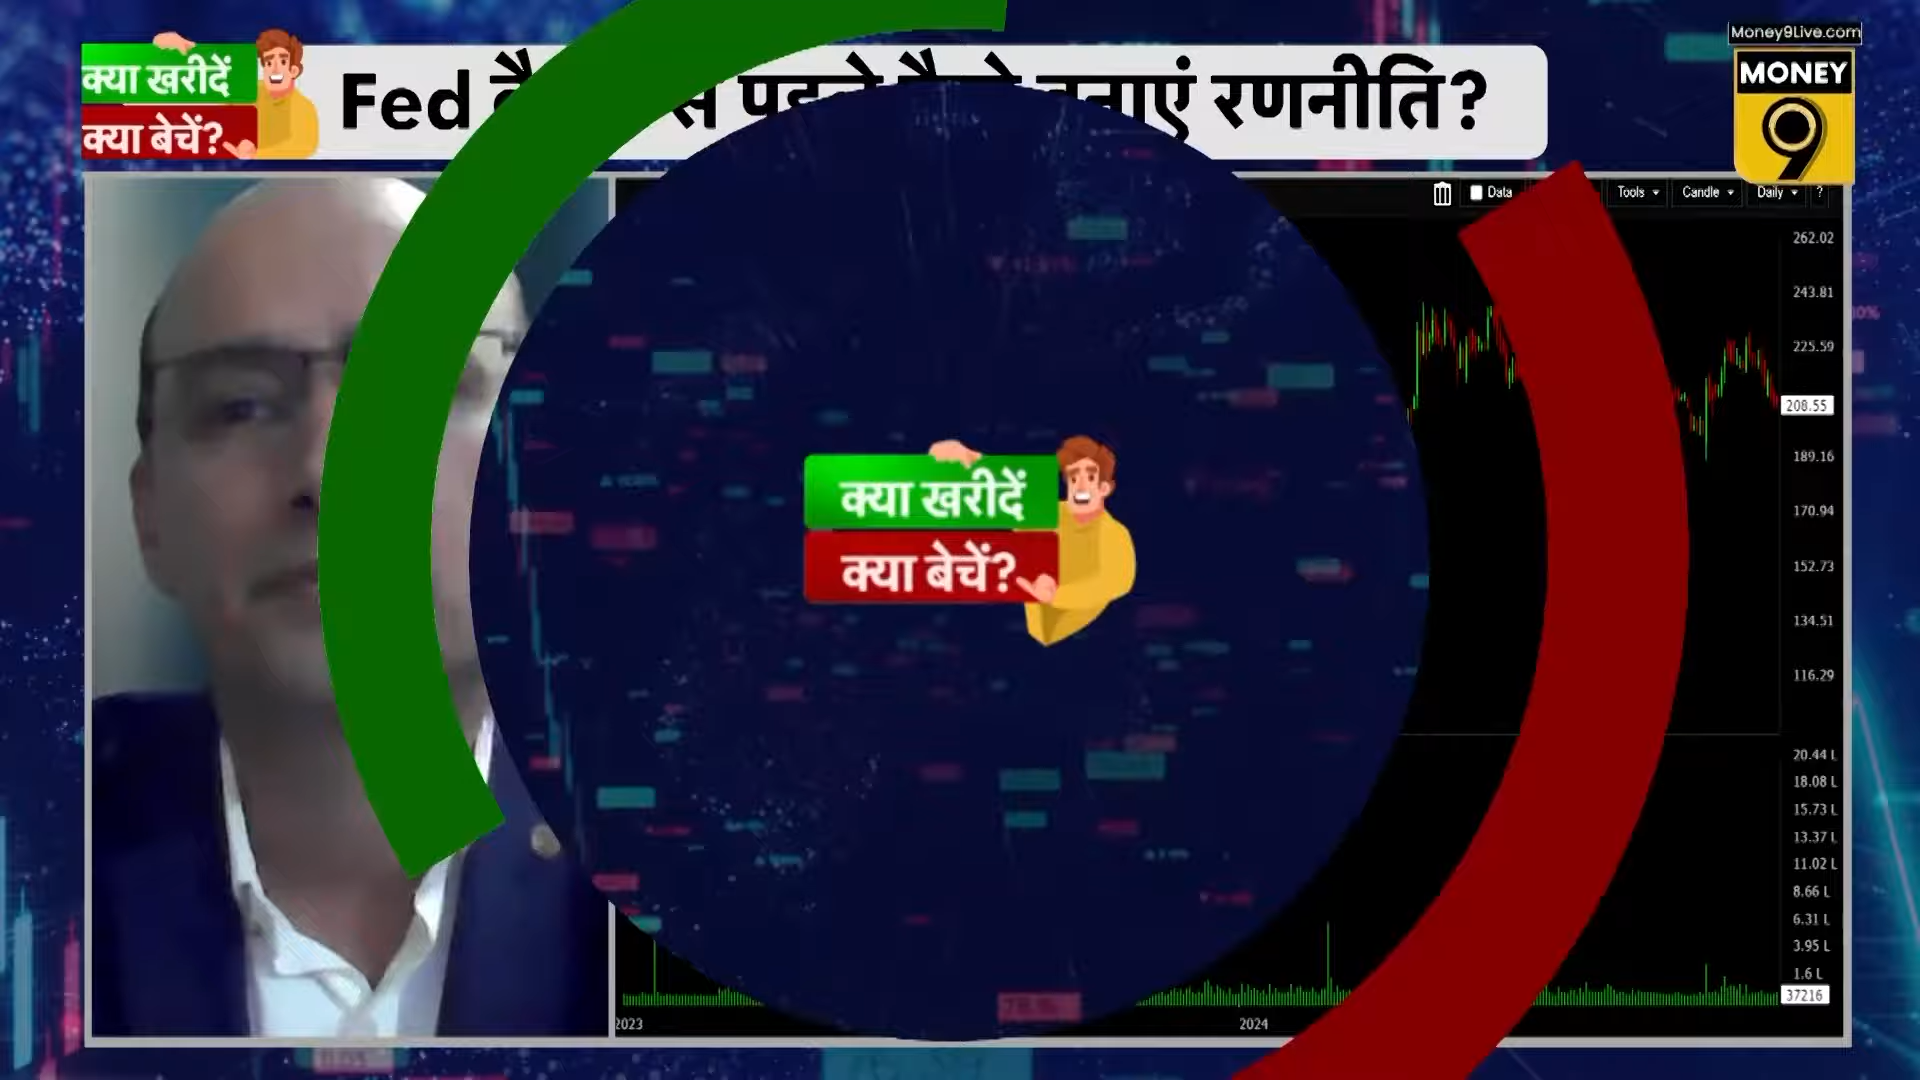 Money9Live.com
MONEY
9
क्या खरीदें
क्या बेचें?
Fed रणनीति?
Data
Tools
Candle
Daily
?
262.02
243.81
225.59
208.55
189.16
170.94
152.73
134.51
116.29
20.44 L
18.08 L
15.73 L
13.37 L
11.02 L
8.66 L
6.31 L
3.95 L
1.6 L
37216
2023
2024
क्या खरीदें
क्या बेचें?